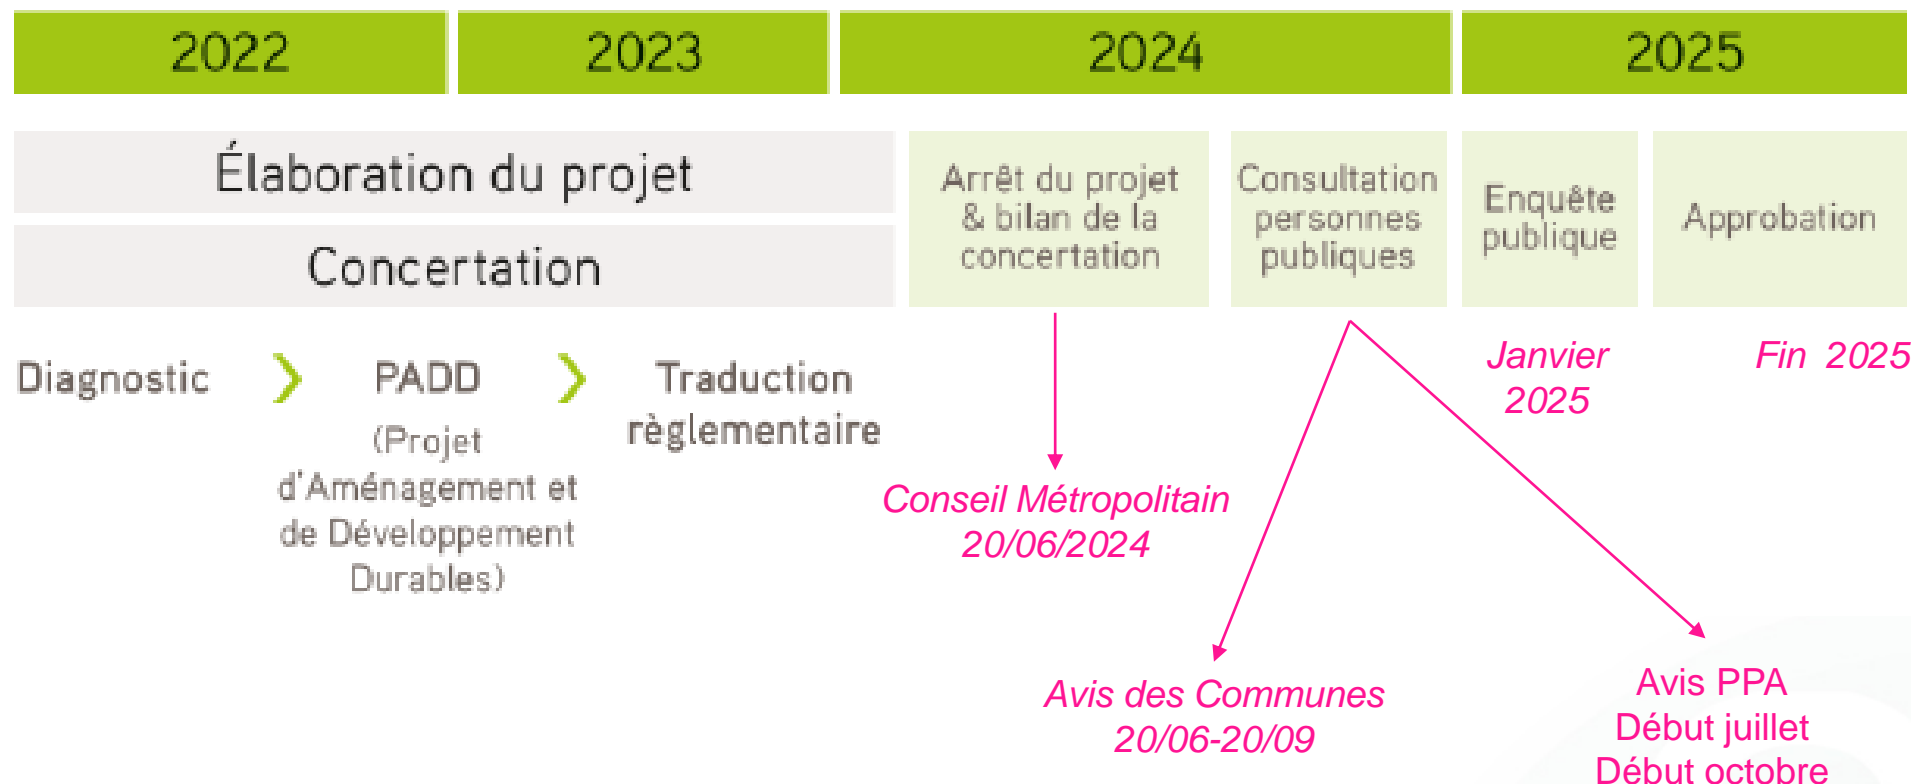 2022
2023
2024
2025
Élaboration du projet
Concertation
Arrêt du projet
& bilan de la
concertation
Consultation
personnes
publiques
Enquête
publique
Approbation
Diagnostic
PADD
(Projet
d'Aménagement et
de Développement
Durables)
Traduction
règlementaire
Conseil Métropolitain
20/06/2024
Janvier
2025
Fin 2025
Avis des Communes
20/06-20/09
Avis PPA
Début juillet
Début octobre